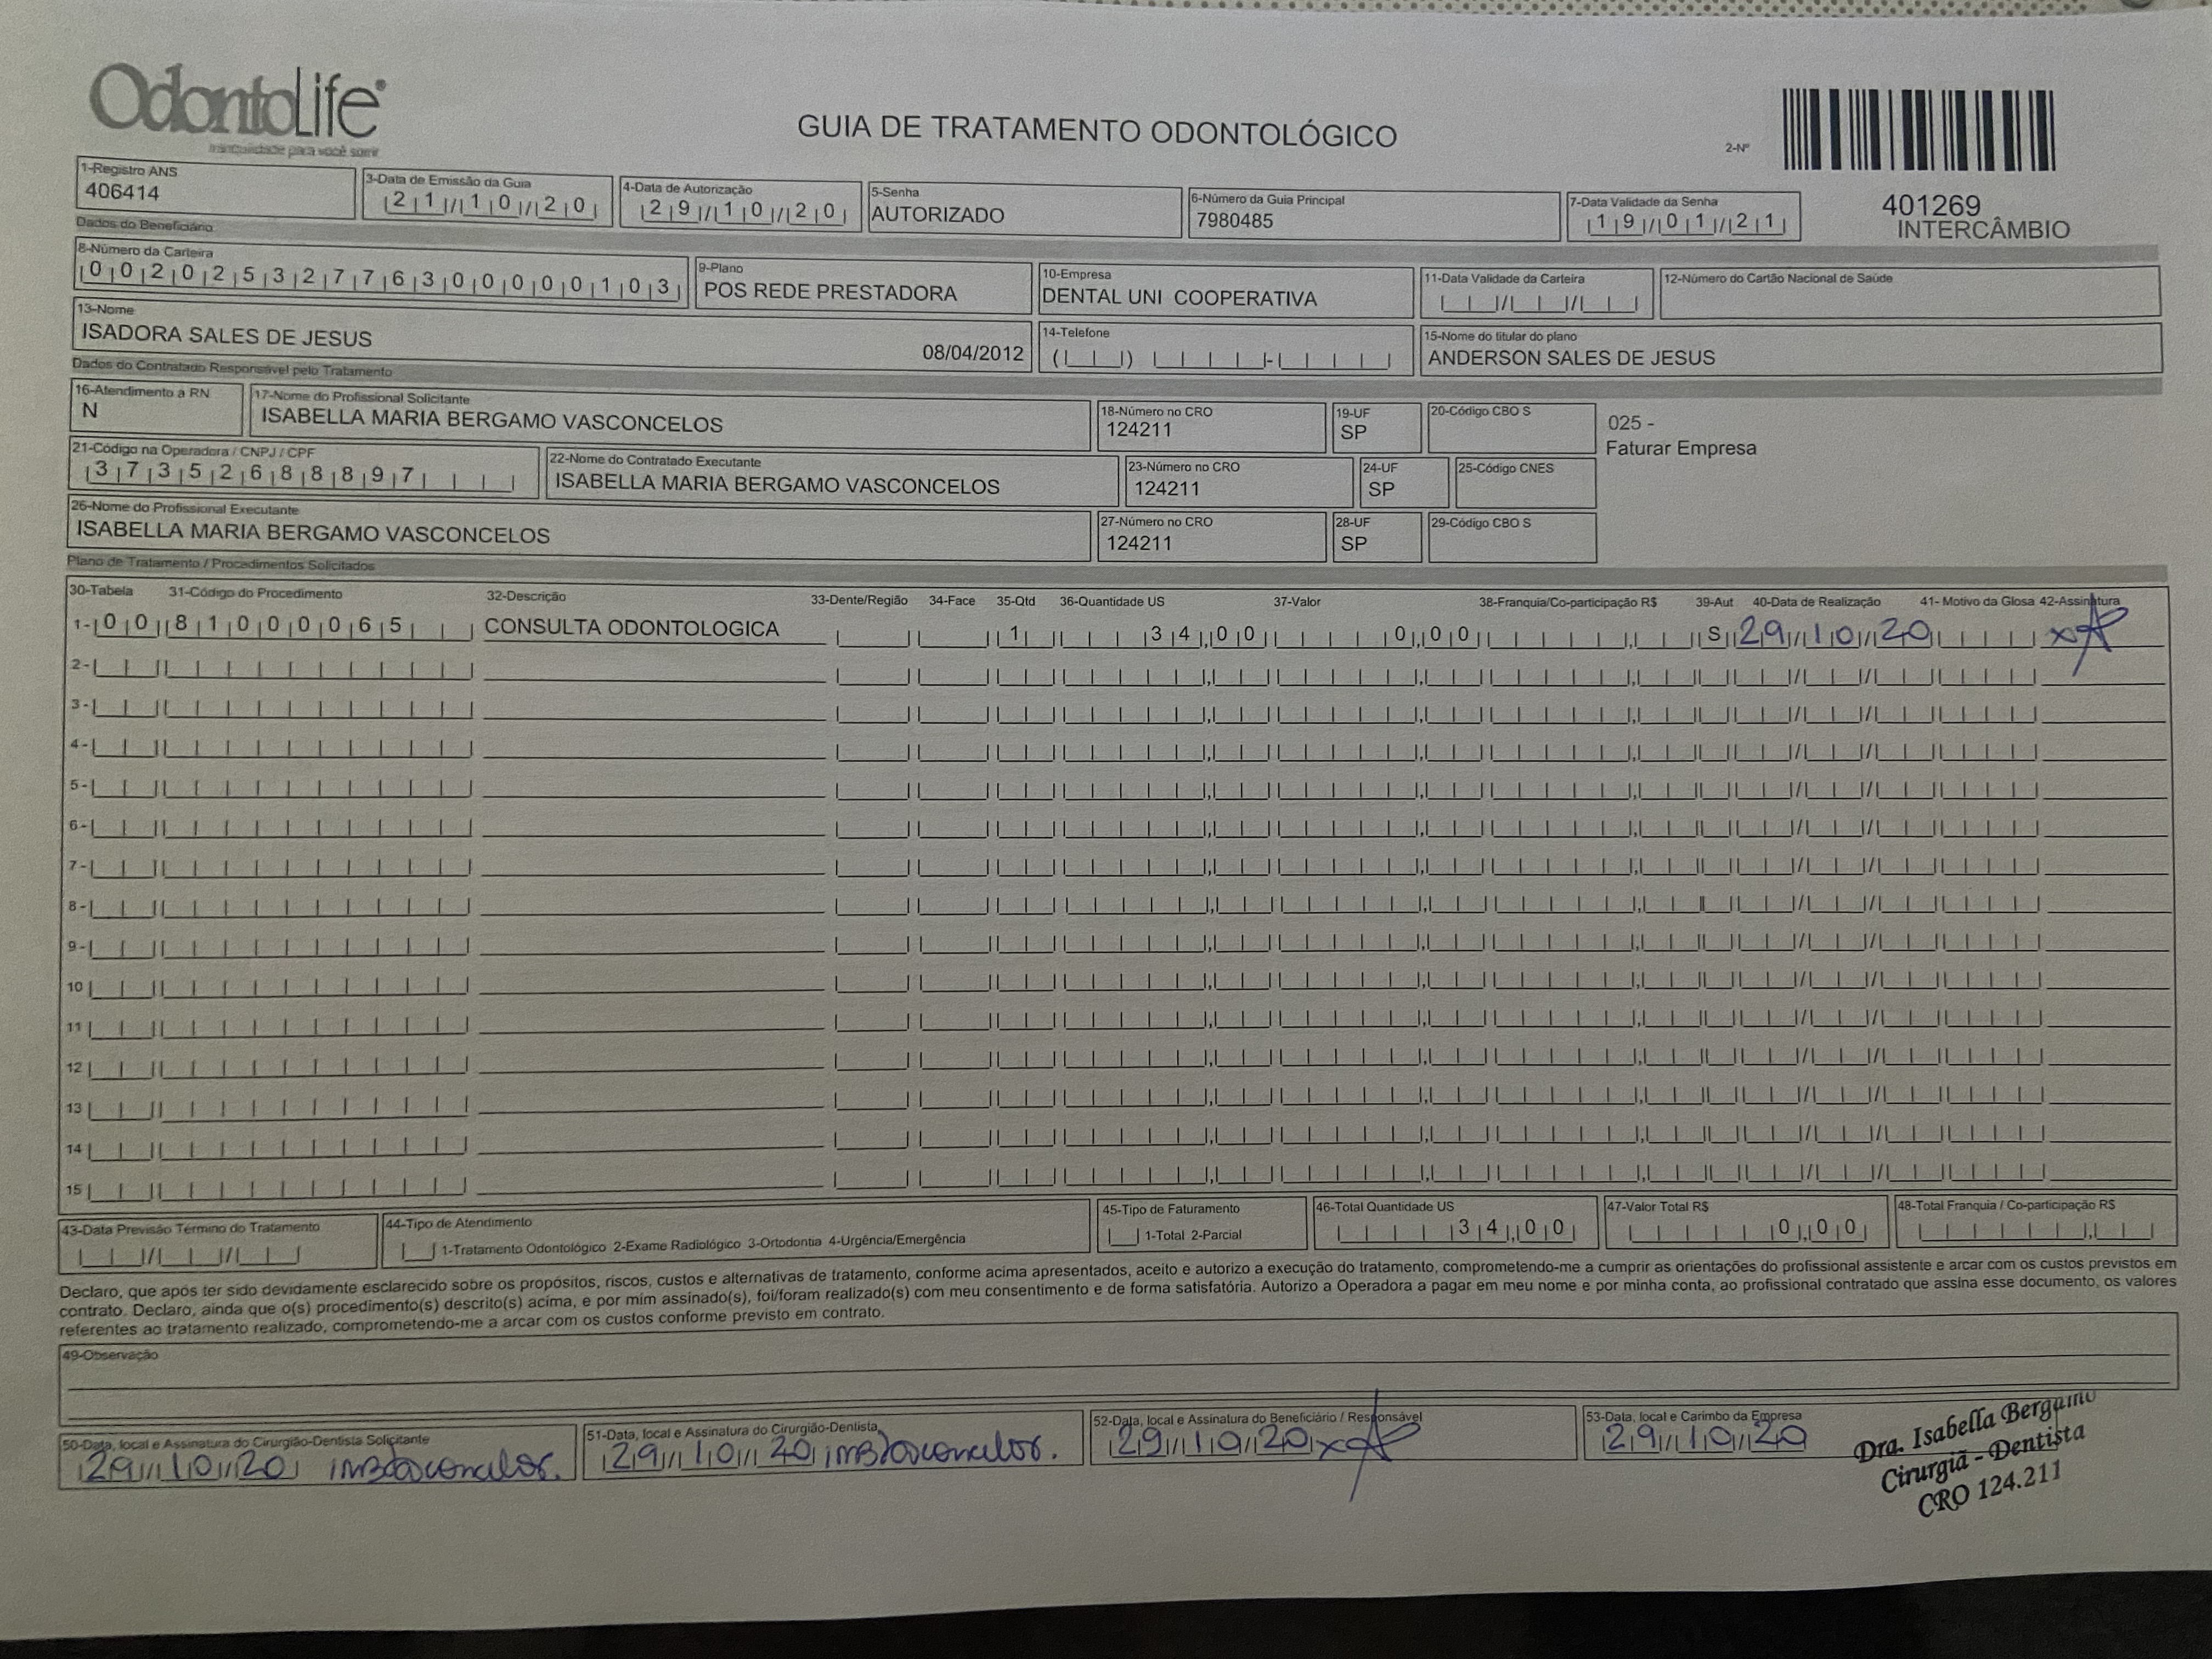 OdontoLife®
tranquilidade para você sorrir
GUIA DE TRATAMENTO ODONTOLÓGICO
2-Nº
401269
INTERCÂMBIO
1-Registro ANS
406414
3-Data de Emissão da Guia
21/10/20
4-Data de Autorização
29/10/20
5-Senha
AUTORIZADO
6-Número da Guia Principal
7980485
7-Data Validade da Senha
19/01/21
Dados do Beneficiário
8-Número da Carteira
00202532776300000103
9-Plano
POS REDE PRESTADORA
10-Empresa
DENTAL UNI COOPERATIVA
11-Data Validade da Carteira
12-Número do Cartão Nacional de Saúde
13-Nome
ISADORA SALES DE JESUS
08/04/2012
14-Telefone
15-Nome do titular do plano
ANDERSON SALES DE JESUS
Dados do Contratado Responsável pelo Tratamento
16-Atendimento a RN
N
17-Nome do Profissional Solicitante
ISABELLA MARIA BERGAMO VASCONCELOS
18-Número no CRO
124211
19-UF
SP
20-Código CBO S
025 -
Faturar Empresa
21-Código na Operadora / CNPJ / CPF
37352688897
22-Nome do Contratado Executante
ISABELLA MARIA BERGAMO VASCONCELOS
23-Número no CRO
124211
24-UF
SP
25-Código CNES
26-Nome do Profissional Executante
ISABELLA MARIA BERGAMO VASCONCELOS
27-Número no CRO
124211
28-UF
SP
29-Código CBO S
Plano de Tratamento / Procedimentos Solicitados
30-Tabela 31-Código do Procedimento 32-Descrição 33-Dente/Região 34-Face 35-Qtd 36-Quantidade US 37-Valor 38-Franquia/Co-participação R$ 39-Aut 40-Data de Realização 41- Motivo da Glosa 42-Assinatura
1- 00 81000065 CONSULTA ODONTOLOGICA 1 34,00 0,00 S 29/10/20
2-
3-
4-
5-
6-
7-
8-
9-
10
11
12
13
14
15
43-Data Previsão Término do Tratamento
44-Tipo de Atendimento
1-Tratamento Odontológico 2-Exame Radiológico 3-Ortodontia 4-Urgência/Emergência
45-Tipo de Faturamento
1-Total 2-Parcial
46-Total Quantidade US
34,00
47-Valor Total R$
0,00
48-Total Franquia / Co-participação R$
Declaro, que após ter sido devidamente esclarecido sobre os propósitos, riscos, custos e alternativas de tratamento, conforme acima apresentados, aceito e autorizo a execução do tratamento, comprometendo-me a cumprir as orientações do profissional assistente e arcar com os custos previstos em
contrato. Declaro, ainda que o(s) procedimento(s) descrito(s) acima, e por mim assinado(s), foi/foram realizado(s) com meu consentimento e de forma satisfatória. Autorizo a Operadora a pagar em meu nome e por minha conta, ao profissional contratado que assina esse documento, os valores
referentes ao tratamento realizado, comprometendo-me a arcar com os custos conforme previsto em contrato.
49-Observação
50-Data, local e Assinatura do Cirurgião-Dentista Solicitante
29/10/20 IMBVasconcelos.
51-Data, local e Assinatura do Cirurgião-Dentista
29/10/20 IMBVasconcelos.
52-Data, local e Assinatura do Beneficiário / Responsável
29/10/20
53-Data, local e Carimbo da Empresa
29/10/20
Dra. Isabella Bergamo
Cirurgiã - Dentista
CRO 124.211